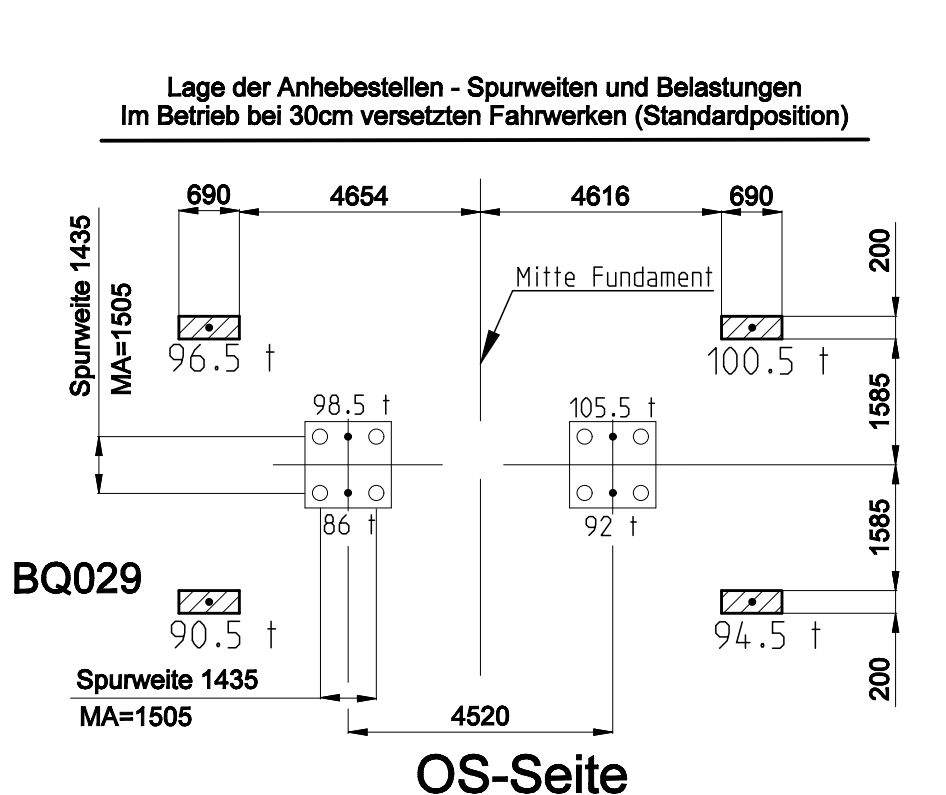 Lage der Anhebestellen - Spurweiten und Belastungen
Im Betrieb bei 30cm versetzten Fahrwerken (Standardposition)
690
4654
4616
690
200
Spurweite 1435
MA=1505
Mitte Fundament
96.5 t
100.5 t
1585
98.5 t
105.5 t
86 t
92 t
1585
BQ029
90.5 t
94.5 t
200
Spurweite 1435
MA=1505
4520
OS-Seite